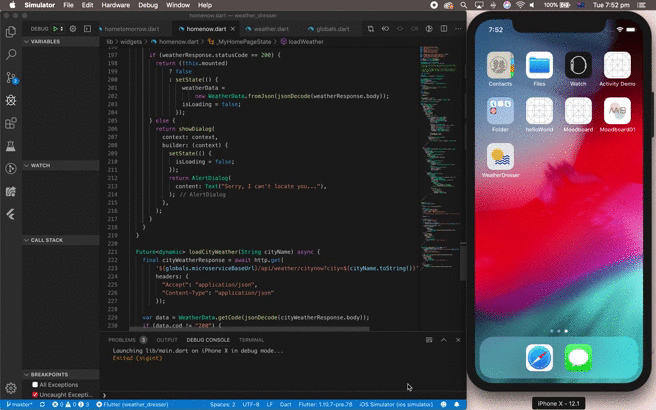 Simulator File Edit Hardware Debug Window Help 100% Tue 7:52 pm
homenow.dart — weather_dresser
DEBUG hometomorrow.dart homenow.dart weather.dart globals.dart
lib › widgets › homenow.dart › _MyHomePageState › loadWeather
VARIABLES
WATCH
CALL STACK
BREAKPOINTS
All Exceptions
Uncaught Excepti...
196
197 if (weatherResponse.statusCode == 200) {
198 return (!this.mounted)
199 ? false
200 : setState(() {
201 weatherData =
202 new WeatherData.fromJson(jsonDecode(weatherResponse.body));
203 isLoading = false;
204 });
205 } else {
206 return showDialog(
207 context: context,
208 builder: (context) {
209 setState(() {
210 isLoading = false;
211 });
212 return AlertDialog(
213 content: Text("Sorry, I can't locate you..."),
214 ); // AlertDialog
215 },
216 );
217 }
218 }
219 }
220
221 Future<dynamic> loadCityWeather(String cityName) async {
222 final cityWeatherResponse = await http.get(
223 '${globals.microserviceBaseUrl}/api/weather/citynow?city=${cityName.toString()}'
224 headers: {
225 "Accept": "application/json",
226 "Content-Type": "application/json"
227 });
228
229 var data = WeatherData.getCode(jsonDecode(cityWeatherResponse.body));
230 if (data.cod != "200") {
PROBLEMS 3 OUTPUT DEBUG CONSOLE TERMINAL
Launching lib/main.dart on iPhone X in debug mode...
Exited (sigint)
master* 0 0 3 Flutter (weather_dresser) Spaces: 2 UTF-8 LF Dart Flutter: 1.10.7-pre.78 iOS Simulator (ios simulator)
7:52
Contacts Files Watch Activity Demo
Folder helloWorld Moodboard MoodBoard01
WeatherDresser
iPhone X - 12.1